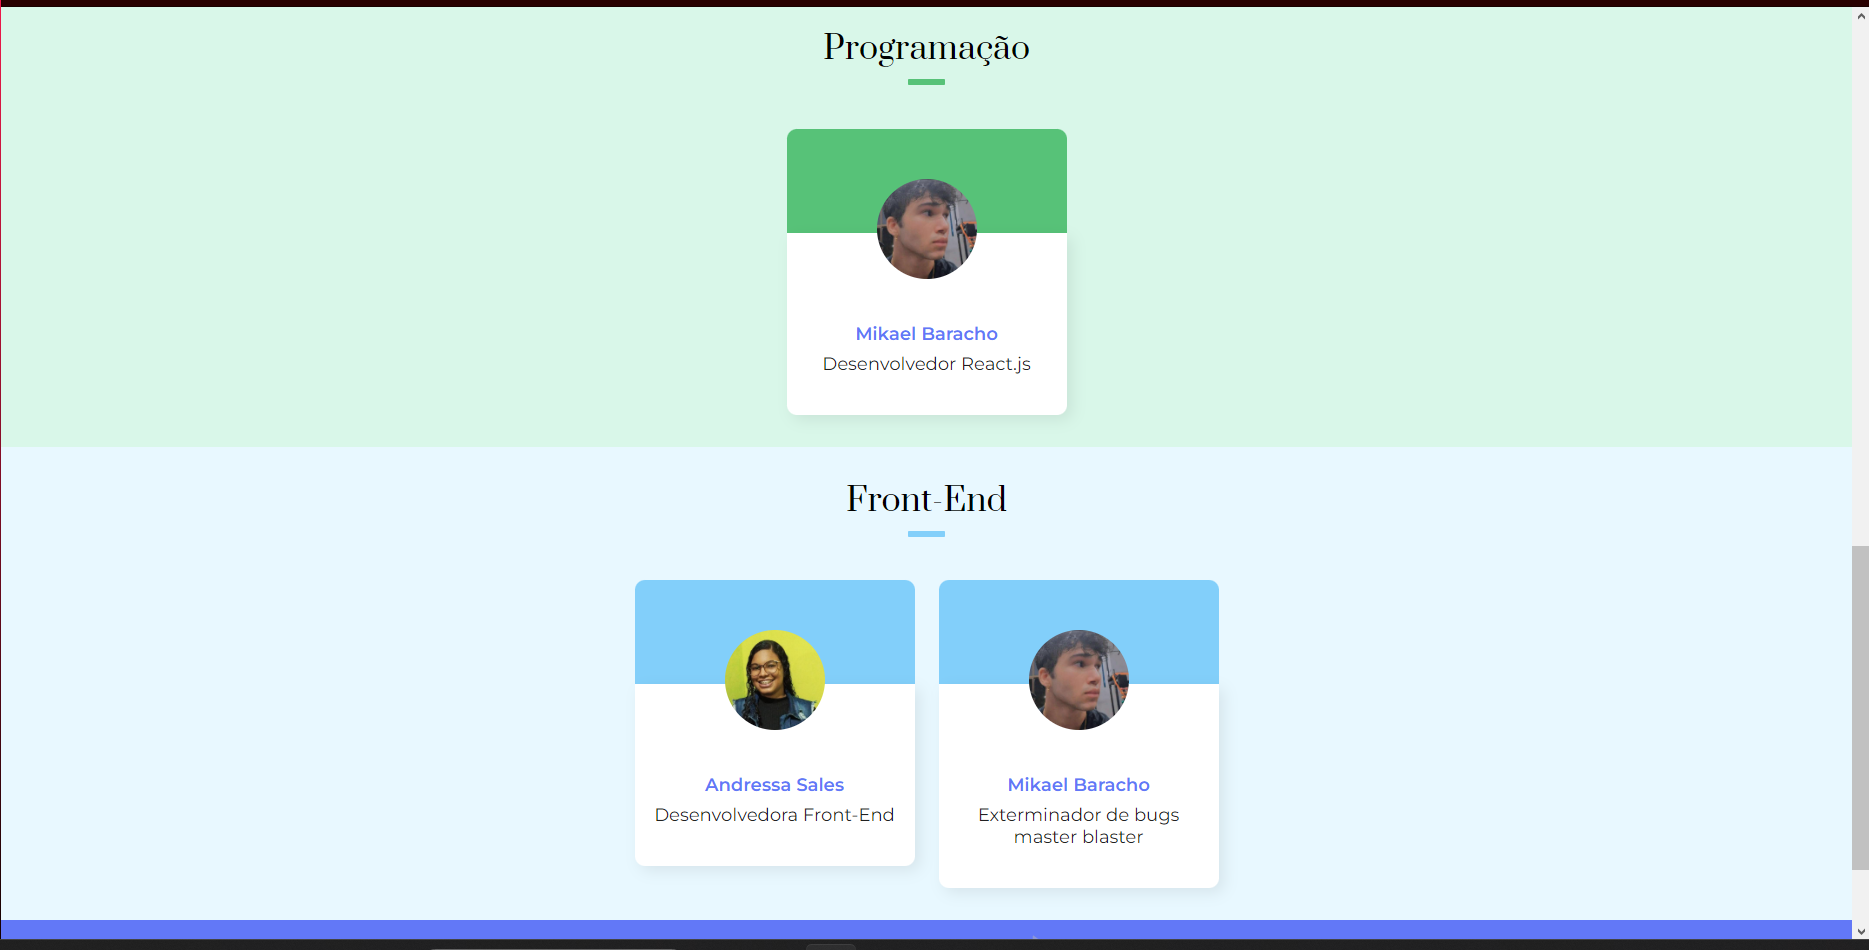 Programação
Mikael Baracho
Desenvolvedor React.js
Front-End
Andressa Sales
Desenvolvedora Front-End
Mikael Baracho
Exterminador de bugs
master blaster